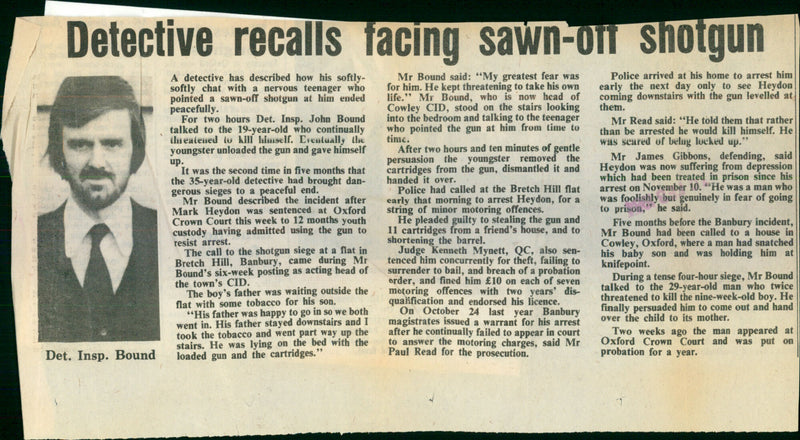 Detective recalls facing sawn-off shotgun
A detective has described how his softly-
softly chat with a nervous teenager who
pointed a sawn-off shotgun at him ended
peacefully.
For two hours Det. Insp. John Bound
talked to the 19-year-old who continually
threatened to kill himself. Eventually the
youngster unloaded the gun and gave himself
up.
It was the second time in five months that
the 35-year-old detective had brought dan-
gerous sieges to a peaceful end.
Mr Bound described the incident after
Mark Heydon was sentenced at Oxford
Crown Court this week to 12 months youth
custody having admitted using the gun to
resist arrest.
The call to the shotgun siege at a flat in
Bretch Hill, Banbury, came during Mr
Bound's six-week posting as acting head of
the town's CID.
The boy's father was waiting outside the
flat with some tobacco for his son.
"His father was happy to go in so we both
went in. His father stayed downstairs and I
took the tobacco and went part way up the
stairs. He was lying on the bed with the
loaded gun and the cartridges."
Det. Insp. Bound
Mr Bound said: "My greatest fear was
for him. He kept threatening to take his own
life." Mr Bound, who is now head of
Cowley CID, stood on the stairs looking
into the bedroom and talking to the teenager
who pointed the gun at him from time to
time.
After two hours and ten minutes of gentle
persuasion the youngster removed the
cartridges from the gun, dismantled it and
handed it over.
Police had called at the Bretch Hill flat
early that morning to arrest Heydon, for a
string of minor motoring offences.
He pleaded guilty to stealing the gun and
11 cartridges from a friend's house, and to
shortening the barrel.
Judge Kenneth Mynett, QC, also sen-
tenced him concurrently for theft, failing to
surrender to bail, and breach of a probation
order, and fined him £10 on each of seven
motoring offences with two years' dis-
qualification and endorsed his licence.
On October 24 last year Banbury
magistrates issued a warrant for his arrest
after he continually failed to appear in court
to answer the motoring charges, said Mr
Paul Read for the prosecution.
Police arrived at his home to arrest him
early the next day only to see Heydon
coming downstairs with the gun levelled at
them.
Mr Read said: "He told them that rather
than be arrested he would kill himself. He
was scared of being locked up."
Mr James Gibbons, defending, said
Heydon was now suffering from depression
which had been treated in prison since his
arrest on November 10. "He was a man who
was foolishly but genuinely in fear of going
to prison," he said.
Five months before the Banbury incident,
Mr Bound had been called to a house in
Cowley, Oxford, where a man had snatched
his baby son and was holding him at
knifepoint.
During a tense four-hour siege, Mr Bound
talked to the 29-year-old man who twice
threatened to kill the nine-week-old boy. He
finally persuaded him to come out and hand
over the child to its mother.
Two weeks ago the man appeared at
Oxford Crown Court and was put on
probation for a year.